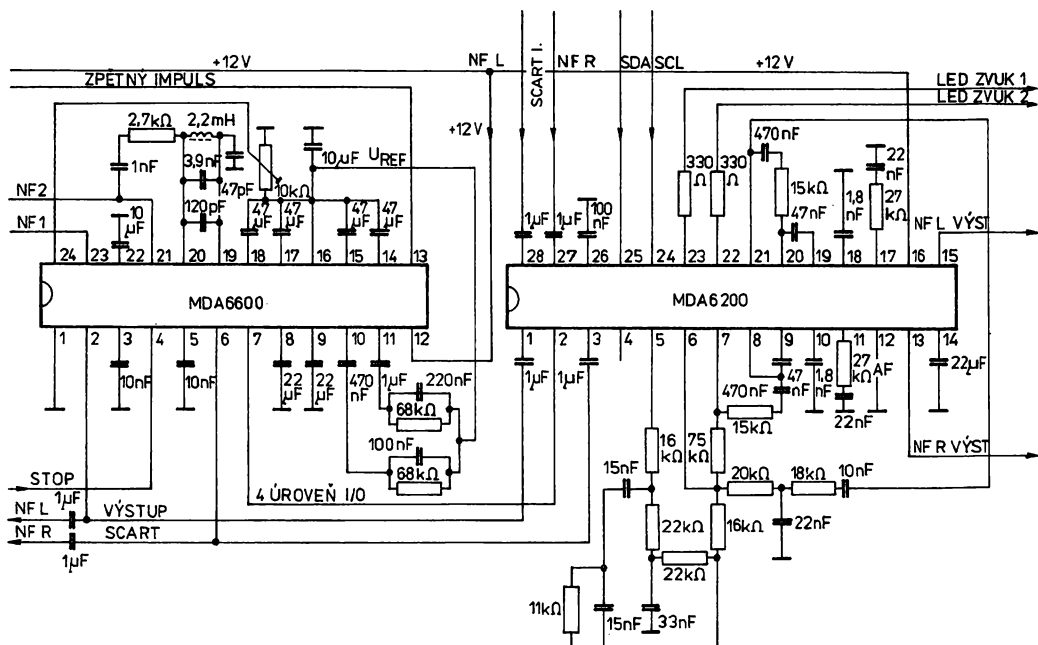 +12V
NF L
SCART I.
NF R
SDA SCL
+12 V
ZPĚTNÝ IMPULS
LED ZVUK 1
LED ZVUK 2
+12V
2,7kΩ
2,2mH
10µF
U REF
470 nF
1nF
3,9nF
47pF
10kΩ
330 Ω
330 Ω
15kΩ
22 nF
NF2
120pF
47 µF
47 µF
47 µF
47 µF
1µF
1µF
100 nF
47nF
1,8 nF
27 kΩ
NF1
10 µF
NF L VÝST
24 23 22 21 20 19 18 17 16 15 14 13
28 27 26 25 24 23 22 21 20 19 18 17 16 15
MDA6600
MDA6200
1 2 3 4 5 6 7 8 9 10 11 12
1 2 3 4 5 6 7 8 9 10 11 12 13 14
10nF
10nF
22 µF
22 µF
470 nF
1µF
220nF
68kΩ
100nF
68kΩ
1µF
1µF
470 nF
47 nF
1,8 nF
27 kΩ
AF
22µF
22nF
15kΩ
16 kΩ
75 kΩ
NF R VÝST
STOP
15nF
20kΩ
18kΩ
10nF
4 ÚROVEŇ I/O
1µF
NF L
VÝSTUP
22kΩ
16kΩ
22nF
NF R
SCART
1µF
22kΩ
11kΩ
15nF
33nF